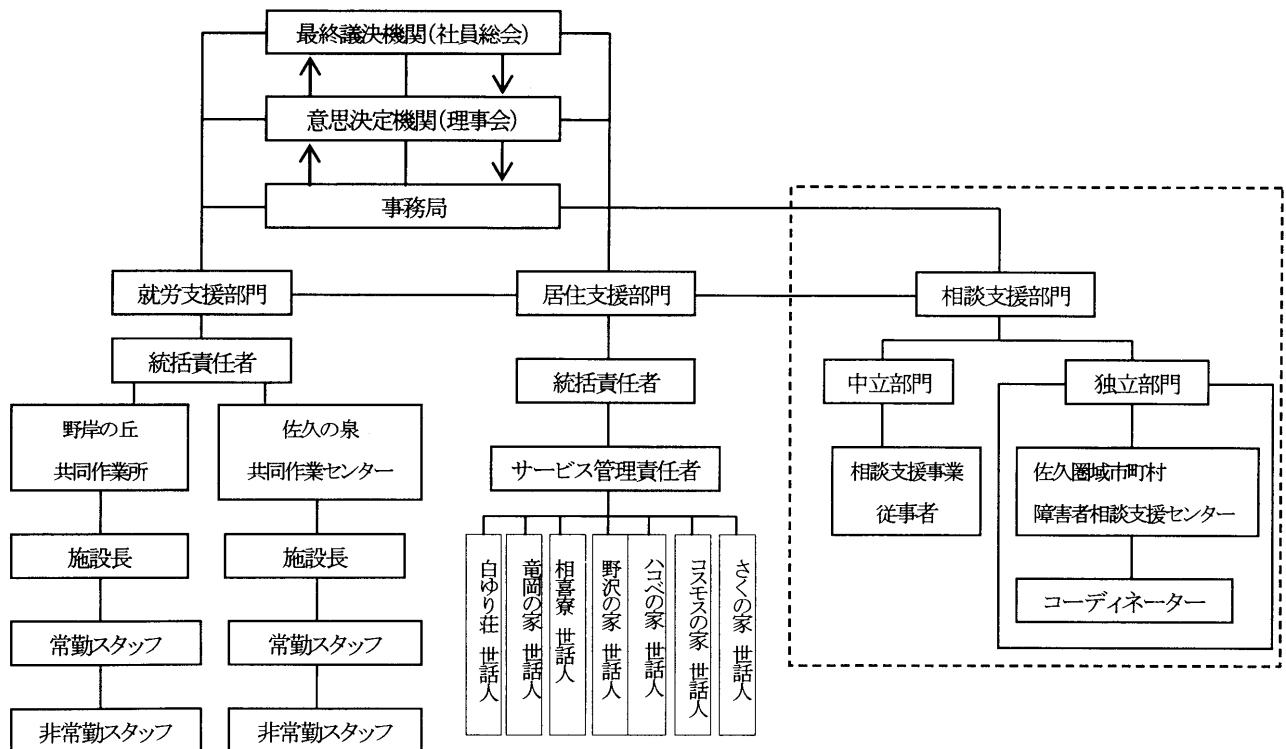 最終議決機関(社員総会)
意思決定機関(理事会)
事務局
就労支援部門
居住支援部門
相談支援部門
統括責任者
統括責任者
中立部門
独立部門
野岸の丘
共同作業所
佐久の泉
共同作業センター
サービス管理責任者
相談支援事業
従事者
佐久圏城市町村
障害者相談支援センター
施設長
施設長
コーディネーター
常勤スタッフ
常勤スタッフ
非常勤スタッフ
非常勤スタッフ
白ゆり荘 世話人
竜岡の家 世話人
相喜寮 世話人
野沢の家 世話人
ハコベの家 世話人
コスモスの家 世話人
さくの家 世話人